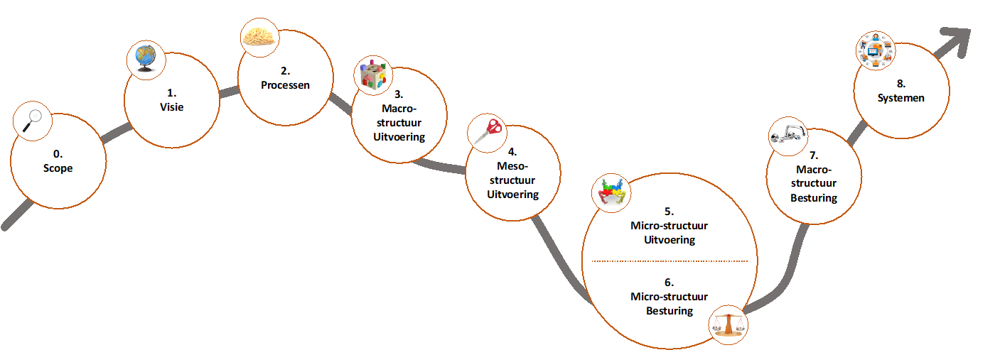 0.
Scope
1.
Visie
2.
Processen
3.
Macro-
structuur
Uitvoering
4.
Meso-
structuur
Uitvoering
5.
Micro-structuur
Uitvoering
6.
Micro-structuur
Besturing
7.
Macro-
structuur
Besturing
8.
Systemen